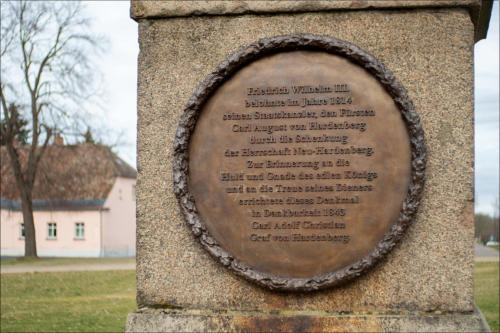 Friedrich Wilhelm III.
belohnte im Jahre 1814
seinen Staatskanzler, den Fürsten
Carl August von Hardenberg
durch die Schenkung
der Herrschaft Neu-Hardenberg.
Zur Erinnerung an die
Huld und Gnade des edlen Königs
und an die Treue seines Dieners
errichtete dieses Denkmal
in Dankbarkeit 1843
Carl Adolf Christian
Graf von Hardenberg